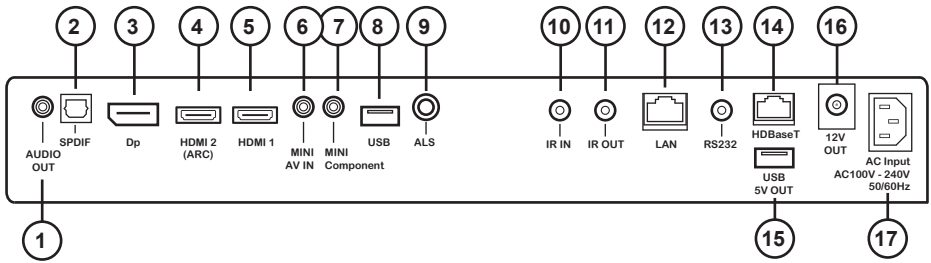 2 3 4 5 6 7 8 9 10 11 12 13 14 16
AUDIO OUT
SPDIF
Dp
HDMI 2
(ARC)
HDMI 1
MINI
AV IN
MINI
Component
USB
ALS
IR IN
IR OUT
LAN
RS232
HDBaseT
USB
5V OUT
12V
OUT
AC Input
AC100V - 240V
50/60Hz
1 15 17